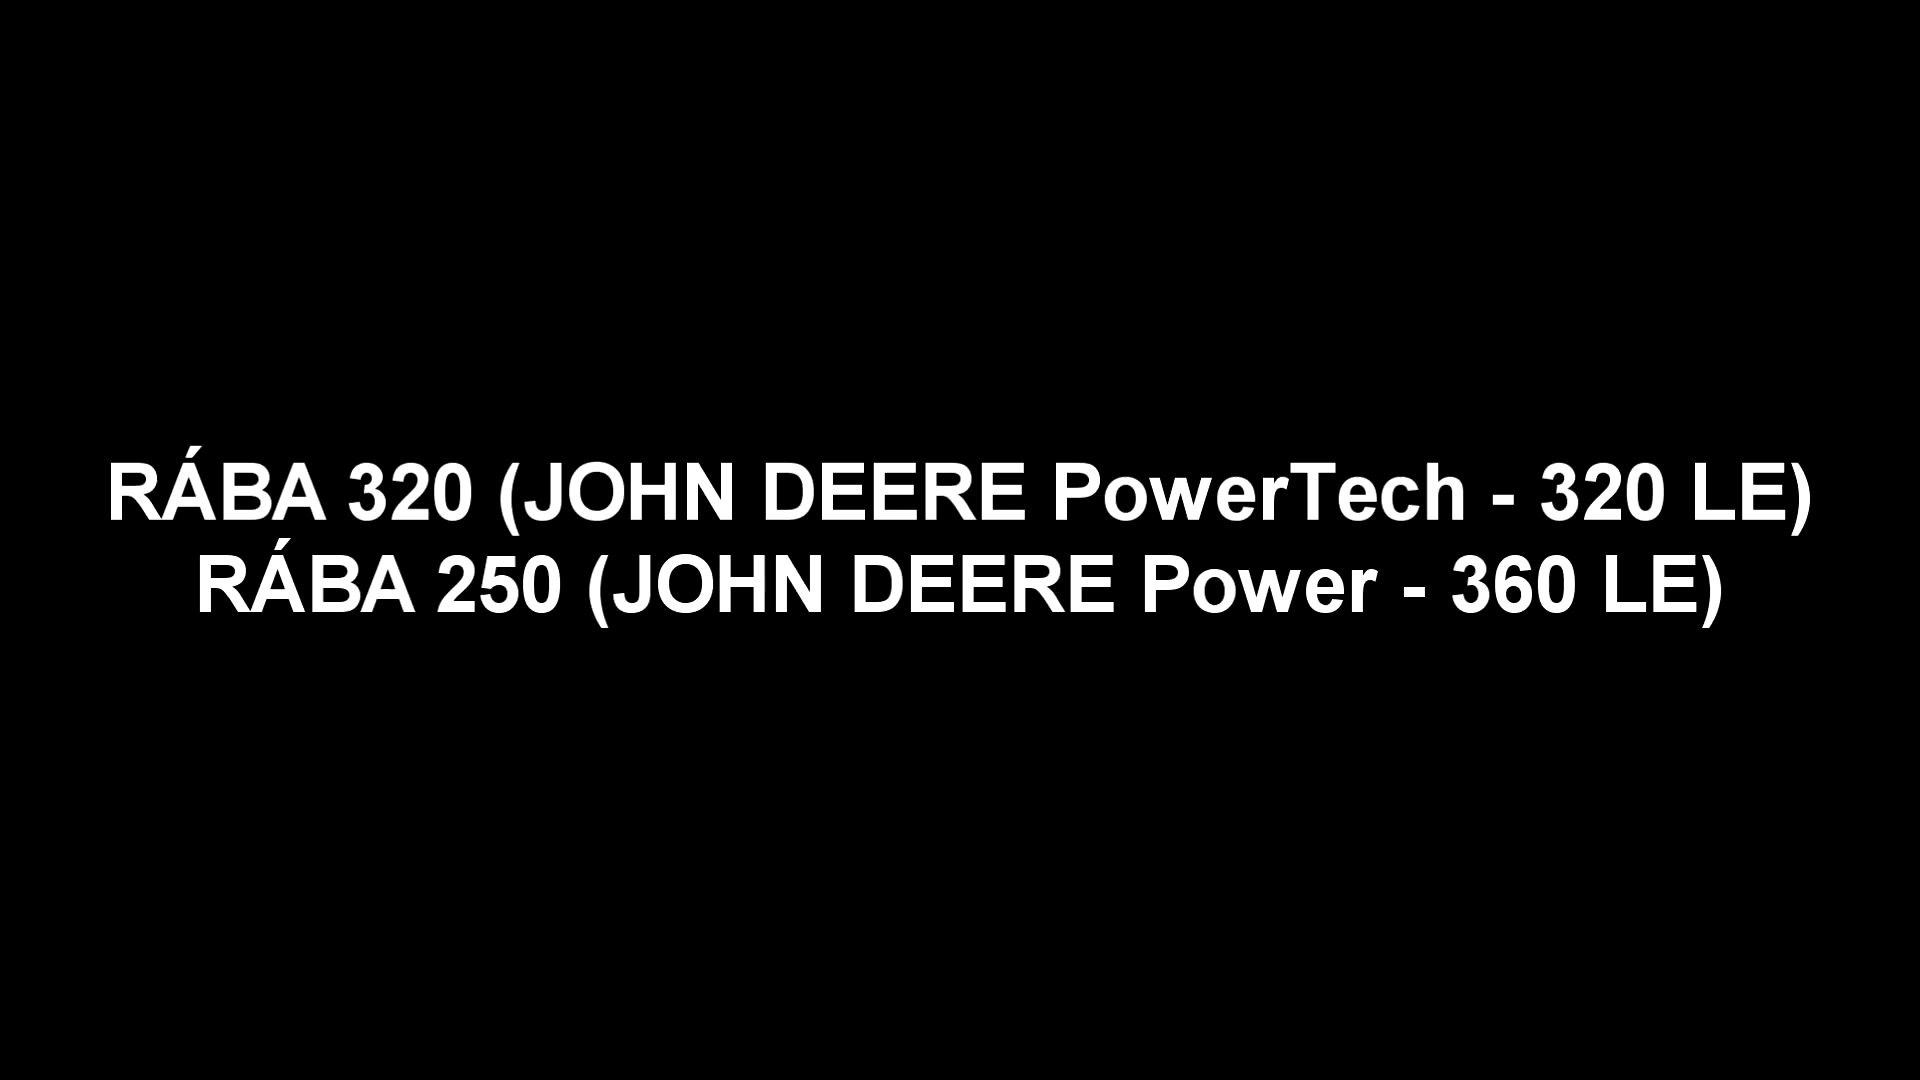 RÁBA 320 (JOHN DEERE PowerTech - 320 LE)
RÁBA 250 (JOHN DEERE Power - 360 LE)